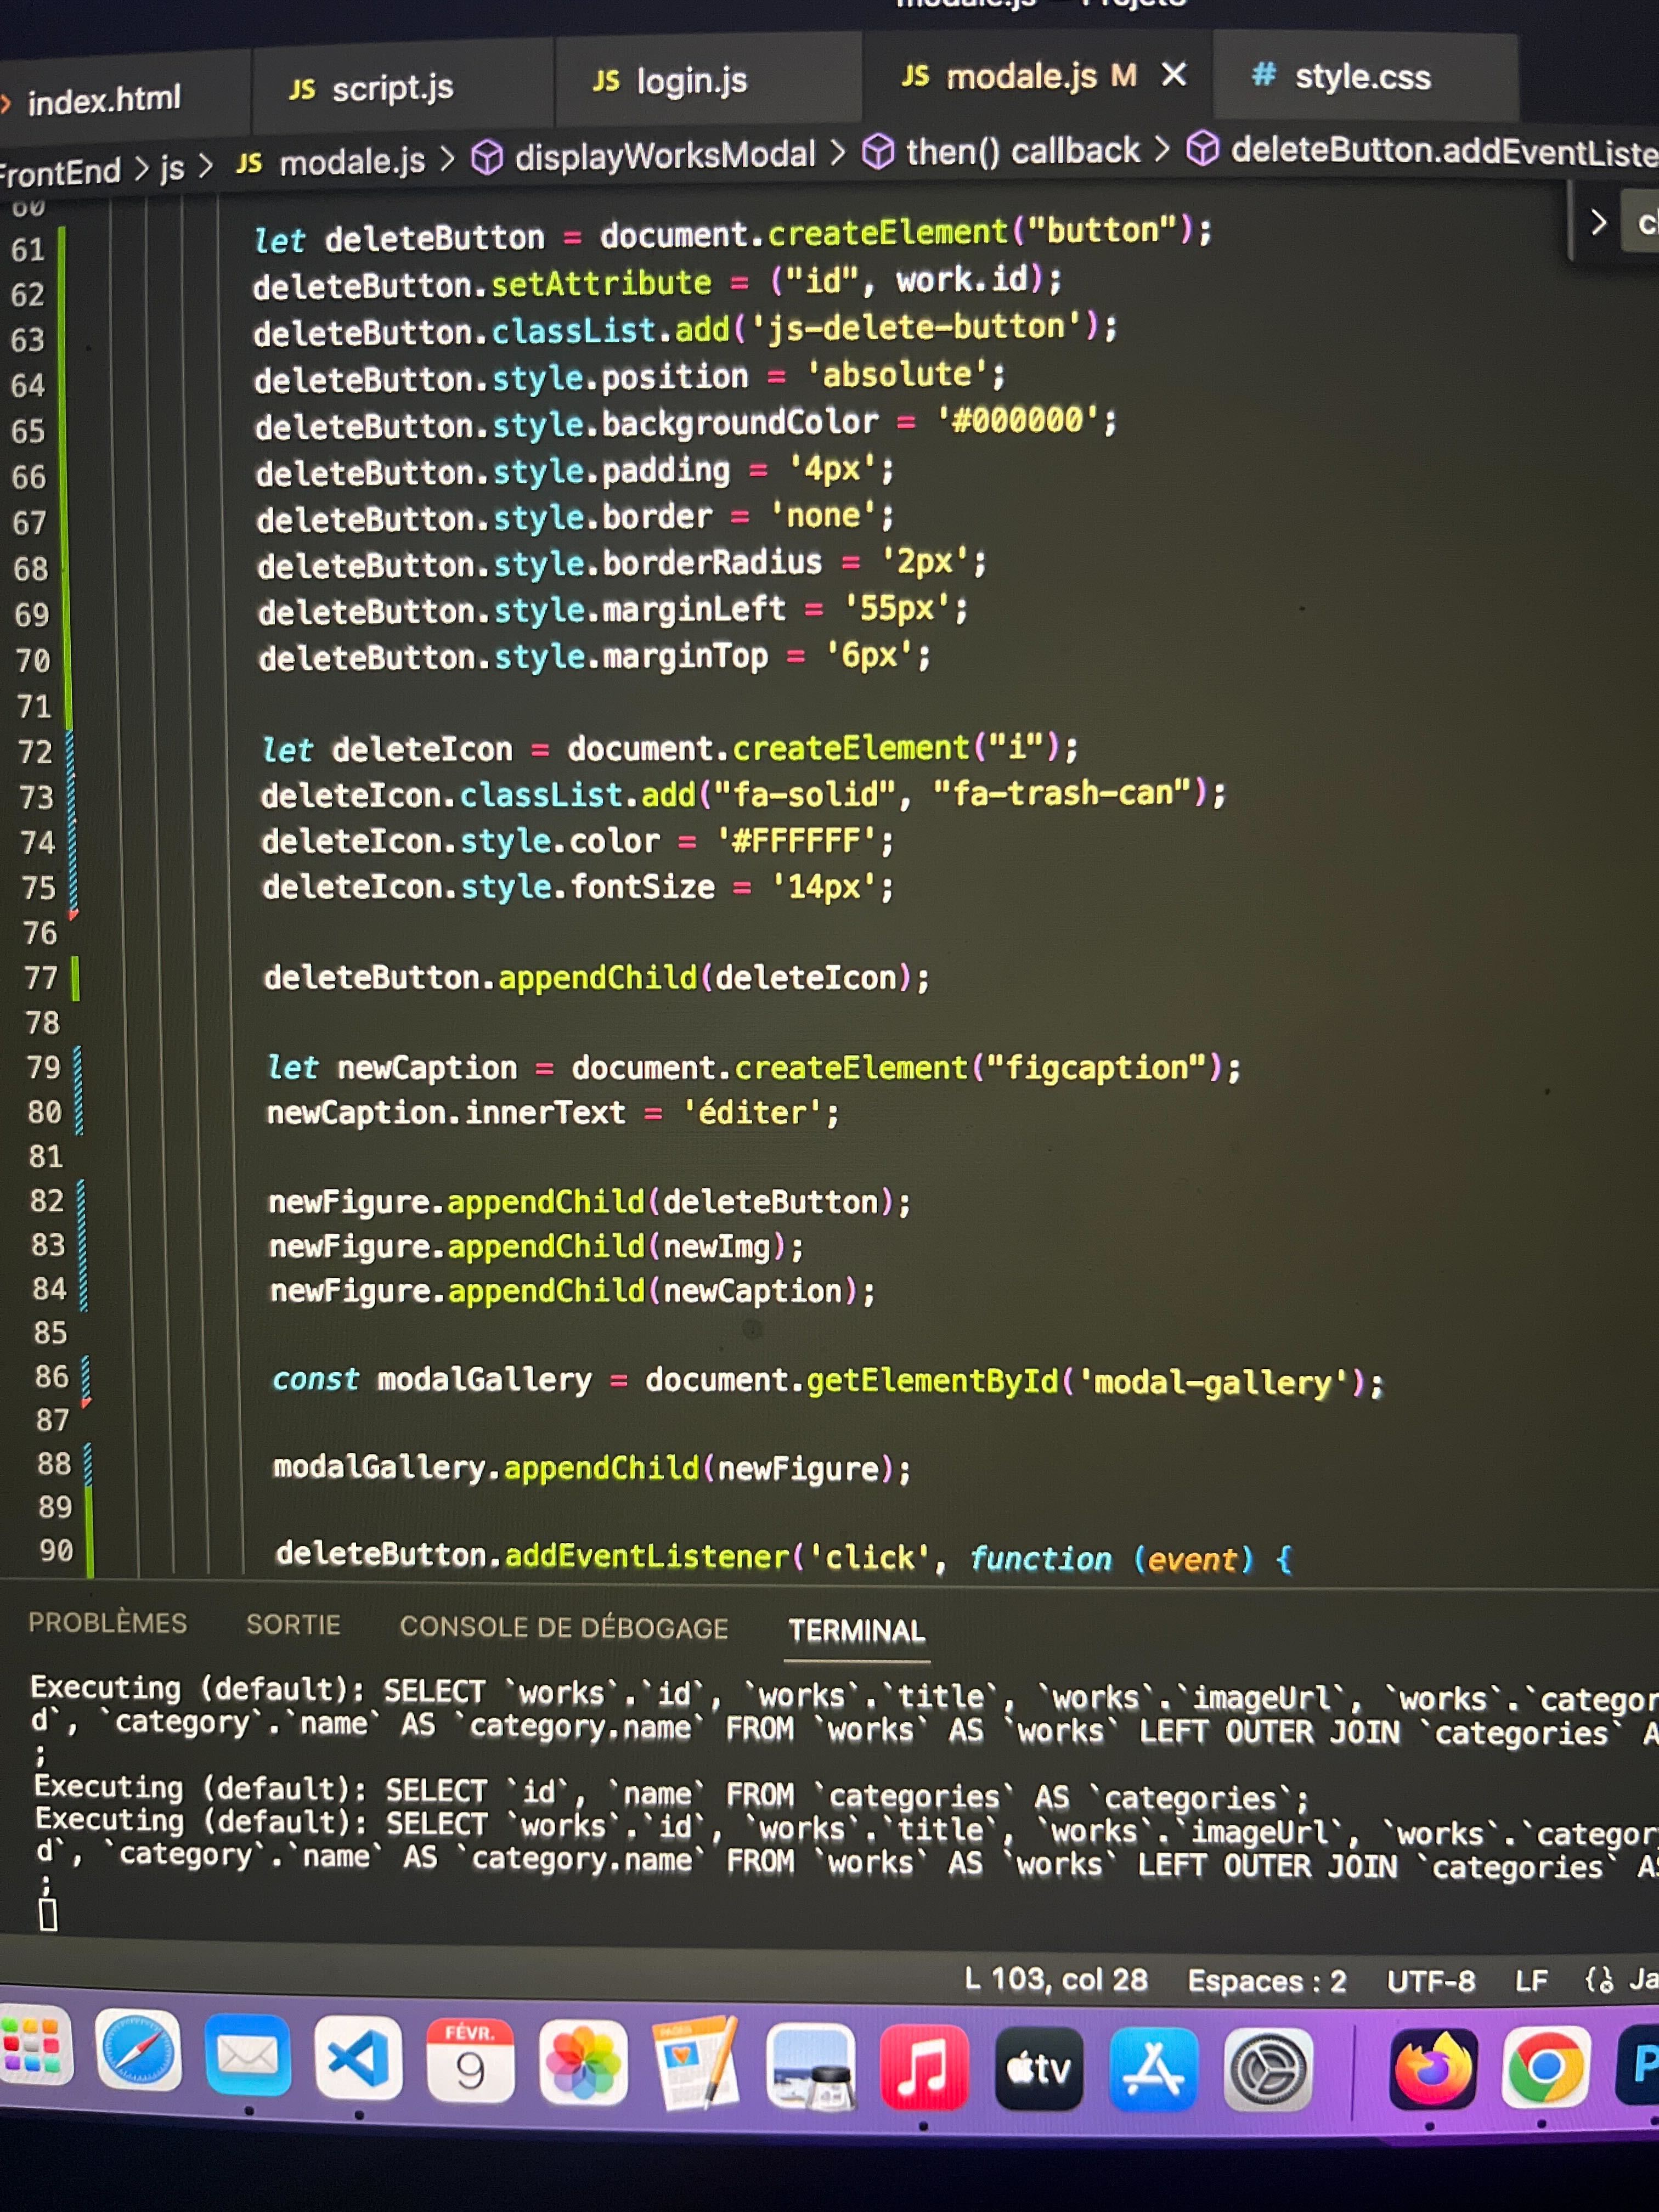 modale.js — Projet6
index.html
JS script.js
JS login.js
JS modale.js M ×
# style.css
FrontEnd > js > JS modale.js > displayWorksModal > then() callback > deleteButton.addEventListe
60
61 let deleteButton = document.createElement("button");
62 deleteButton.setAttribute = ("id", work.id);
63 deleteButton.classList.add('js-delete-button');
64 deleteButton.style.position = 'absolute';
65 deleteButton.style.backgroundColor = '#000000';
66 deleteButton.style.padding = '4px';
67 deleteButton.style.border = 'none';
68 deleteButton.style.borderRadius = '2px';
69 deleteButton.style.marginLeft = '55px';
70 deleteButton.style.marginTop = '6px';
71
72 let deleteIcon = document.createElement("i");
73 deleteIcon.classList.add("fa-solid", "fa-trash-can");
74 deleteIcon.style.color = '#FFFFFF';
75 deleteIcon.style.fontSize = '14px';
76
77 deleteButton.appendChild(deleteIcon);
78
79 let newCaption = document.createElement("figcaption");
80 newCaption.innerText = 'éditer';
81
82 newFigure.appendChild(deleteButton);
83 newFigure.appendChild(newImg);
84 newFigure.appendChild(newCaption);
85
86 const modalGallery = document.getElementById('modal-gallery');
87
88 modalGallery.appendChild(newFigure);
89
90 deleteButton.addEventListener('click', function (event) {
PROBLÈMES SORTIE CONSOLE DE DÉBOGAGE TERMINAL
Executing (default): SELECT `works`.`id`, `works`.`title`, `works`.`imageUrl`, `works`.`categor
d`, `category`.`name` AS `category.name` FROM `works` AS `works` LEFT OUTER JOIN `categories` A
;
Executing (default): SELECT `id`, `name` FROM `categories` AS `categories`;
Executing (default): SELECT `works`.`id`, `works`.`title`, `works`.`imageUrl`, `works`.`categor
d`, `category`.`name` AS `category.name` FROM `works` AS `works` LEFT OUTER JOIN `categories` AS
;
L 103, col 28 Espaces : 2 UTF-8 LF {} Ja
FÉVR.
9
PAGES
tv
P